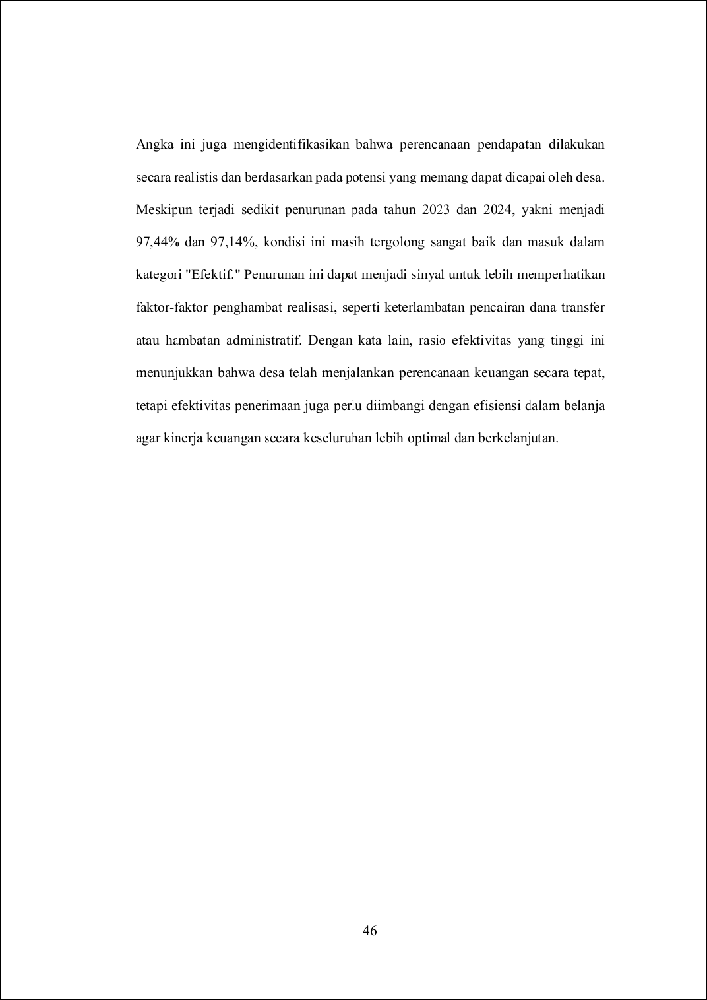 Angka ini juga mengidentifikasikan bahwa perencanaan pendapatan dilakukan
secara realistis dan berdasarkan pada potensi yang memang dapat dicapai oleh desa.
Meskipun terjadi sedikit penurunan pada tahun 2023 dan 2024, yakni menjadi
97,44% dan 97,14%, kondisi ini masih tergolong sangat baik dan masuk dalam
kategori "Efektif." Penurunan ini dapat menjadi sinyal untuk lebih memperhatikan
faktor-faktor penghambat realisasi, seperti keterlambatan pencairan dana transfer
atau hambatan administratif. Dengan kata lain, rasio efektivitas yang tinggi ini
menunjukkan bahwa desa telah menjalankan perencanaan keuangan secara tepat,
tetapi efektivitas penerimaan juga perlu diimbangi dengan efisiensi dalam belanja
agar kinerja keuangan secara keseluruhan lebih optimal dan berkelanjutan.
46